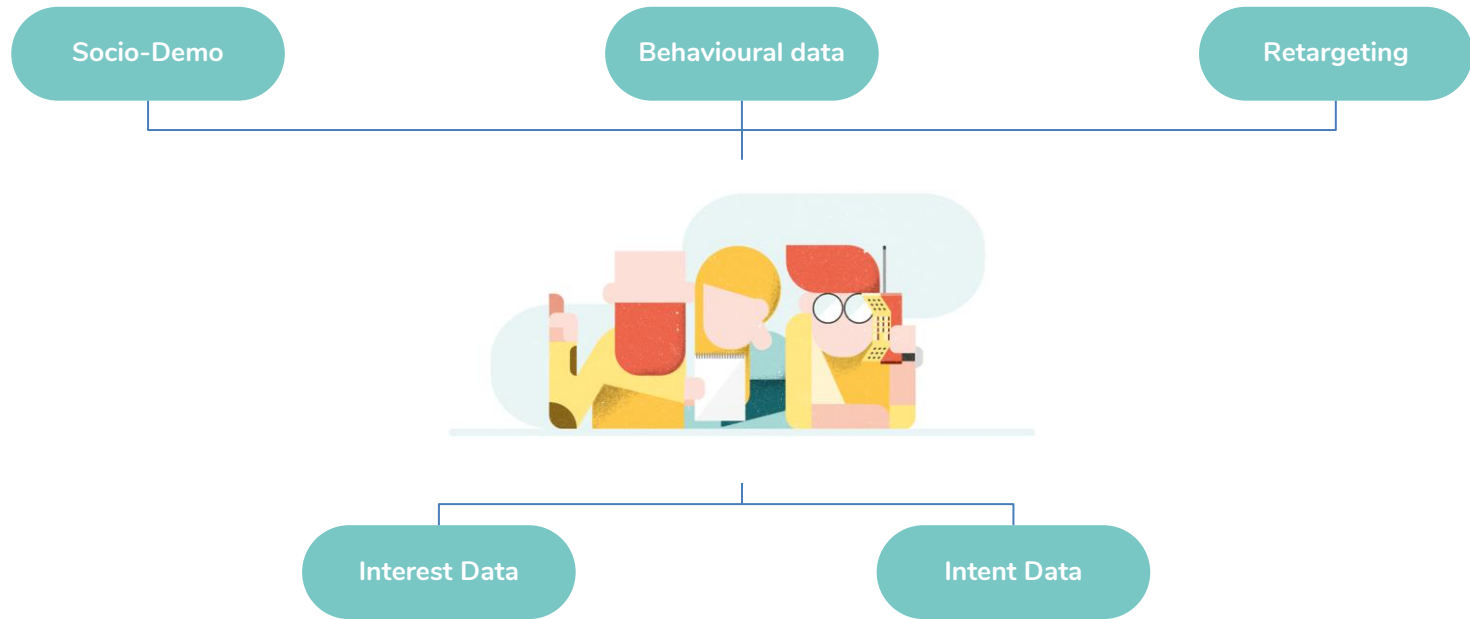 Socio-Demo
Behavioural data
Retargeting
Interest Data
Intent Data